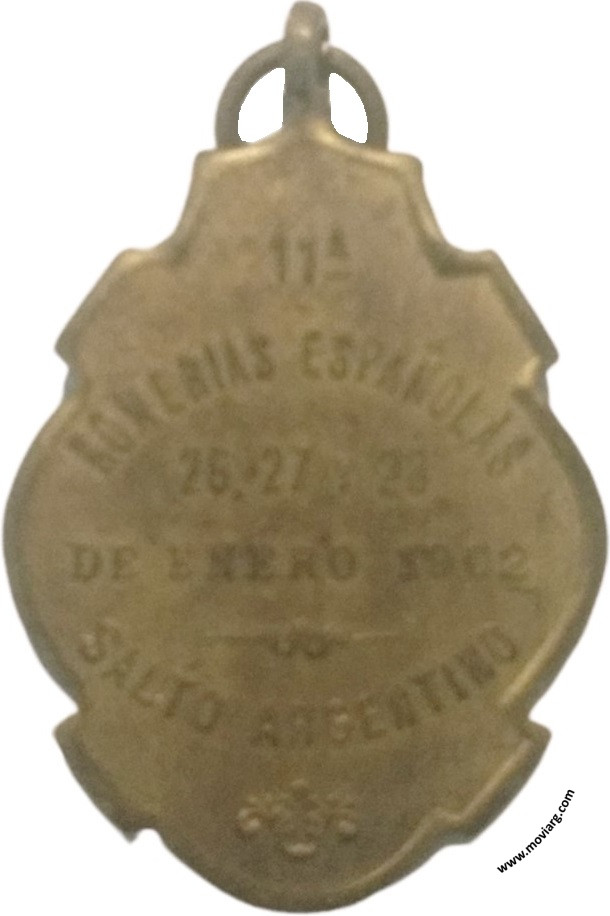 11ª
ROMERIAS ESPAÑOLAS
26, 27 y 28
DE ENERO 1902
SALTO ARGENTINO
www.moviarg.com